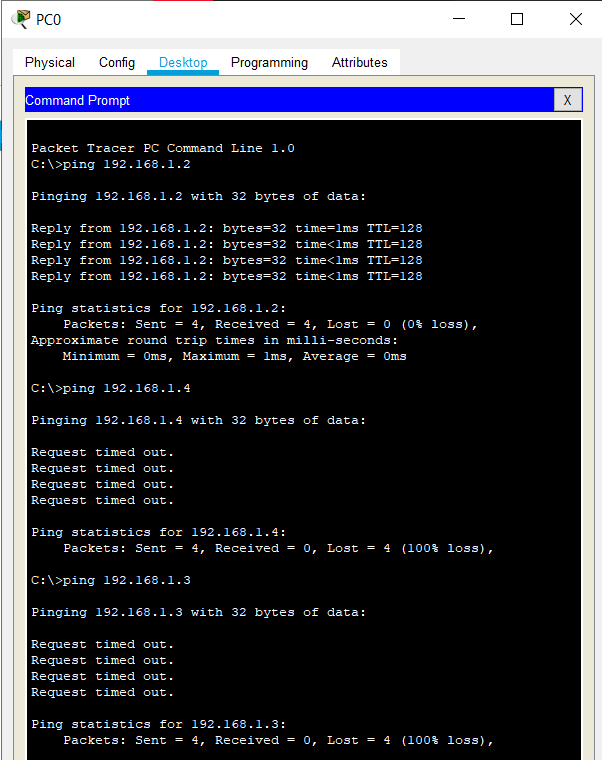 PC0
Physical Config Desktop Programming Attributes
Command Prompt
X
Packet Tracer PC Command Line 1.0
C:\>ping 192.168.1.2
Pinging 192.168.1.2 with 32 bytes of data:
Reply from 192.168.1.2: bytes=32 time=1ms TTL=128
Reply from 192.168.1.2: bytes=32 time<1ms TTL=128
Reply from 192.168.1.2: bytes=32 time<1ms TTL=128
Reply from 192.168.1.2: bytes=32 time<1ms TTL=128
Ping statistics for 192.168.1.2:
Packets: Sent = 4, Received = 4, Lost = 0 (0% loss),
Approximate round trip times in milli-seconds:
Minimum = 0ms, Maximum = 1ms, Average = 0ms
C:\>ping 192.168.1.4
Pinging 192.168.1.4 with 32 bytes of data:
Request timed out.
Request timed out.
Request timed out.
Request timed out.
Ping statistics for 192.168.1.4:
Packets: Sent = 4, Received = 0, Lost = 4 (100% loss),
C:\>ping 192.168.1.3
Pinging 192.168.1.3 with 32 bytes of data:
Request timed out.
Request timed out.
Request timed out.
Request timed out.
Ping statistics for 192.168.1.3:
Packets: Sent = 4, Received = 0, Lost = 4 (100% loss),